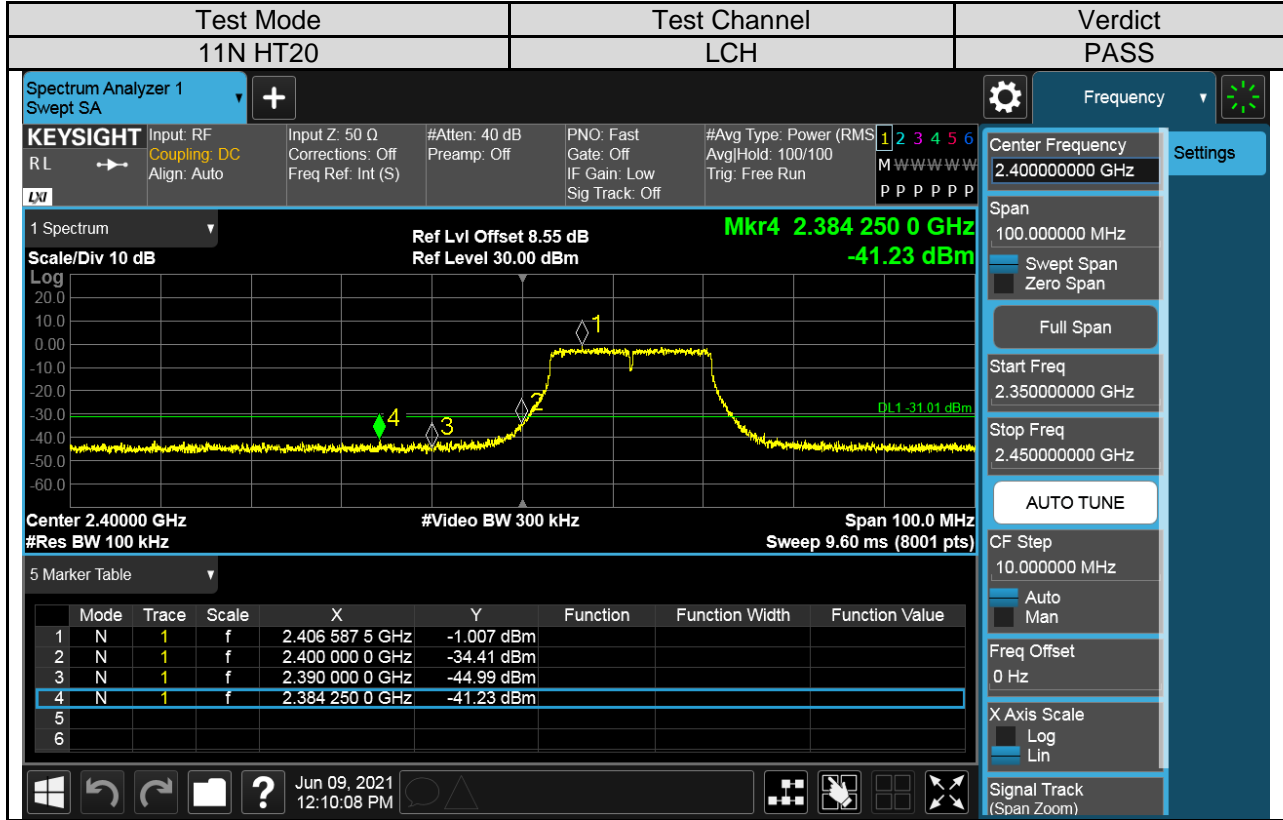 Test Mode Test Channel Verdict
11N HT20 LCH PASS
Spectrum Analyzer 1
Swept SA
Frequency
KEYSIGHT Input: RF Input Z: 50 Ω #Atten: 40 dB PNO: Fast #Avg Type: Power (RMS 1 2 3 4 5 6
RL Coupling: DC Corrections: Off Preamp: Off Gate: Off Avg|Hold: 100/100 M W W W W W
Align: Auto Freq Ref: Int (S) IF Gain: Low Trig: Free Run
LXI Sig Track: Off P P P P P P
1 Spectrum Ref Lvl Offset 8.55 dB Mkr4 2.384 250 0 GHz
Scale/Div 10 dB Ref Level 30.00 dBm -41.23 dBm
Log
20.0
10.0
0.00
-10.0
-20.0
-30.0
-40.0
-50.0
-60.0
1
2
3
4
DL1 -31.01 dBm
Center 2.40000 GHz #Video BW 300 kHz Span 100.0 MHz
#Res BW 100 kHz Sweep 9.60 ms (8001 pts)
5 Marker Table
Mode Trace Scale X Y Function Function Width Function Value
1 N 1 f 2.406 587 5 GHz -1.007 dBm
2 N 1 f 2.400 000 0 GHz -34.41 dBm
3 N 1 f 2.390 000 0 GHz -44.99 dBm
4 N 1 f 2.384 250 0 GHz -41.23 dBm
5
6
Center Frequency
2.400000000 GHz
Settings
Span
100.000000 MHz
Swept Span
Zero Span
Full Span
Start Freq
2.350000000 GHz
Stop Freq
2.450000000 GHz
AUTO TUNE
CF Step
10.000000 MHz
Auto
Man
Freq Offset
0 Hz
X Axis Scale
Log
Lin
Signal Track
(Span Zoom)
?
Jun 09, 2021
12:10:08 PM